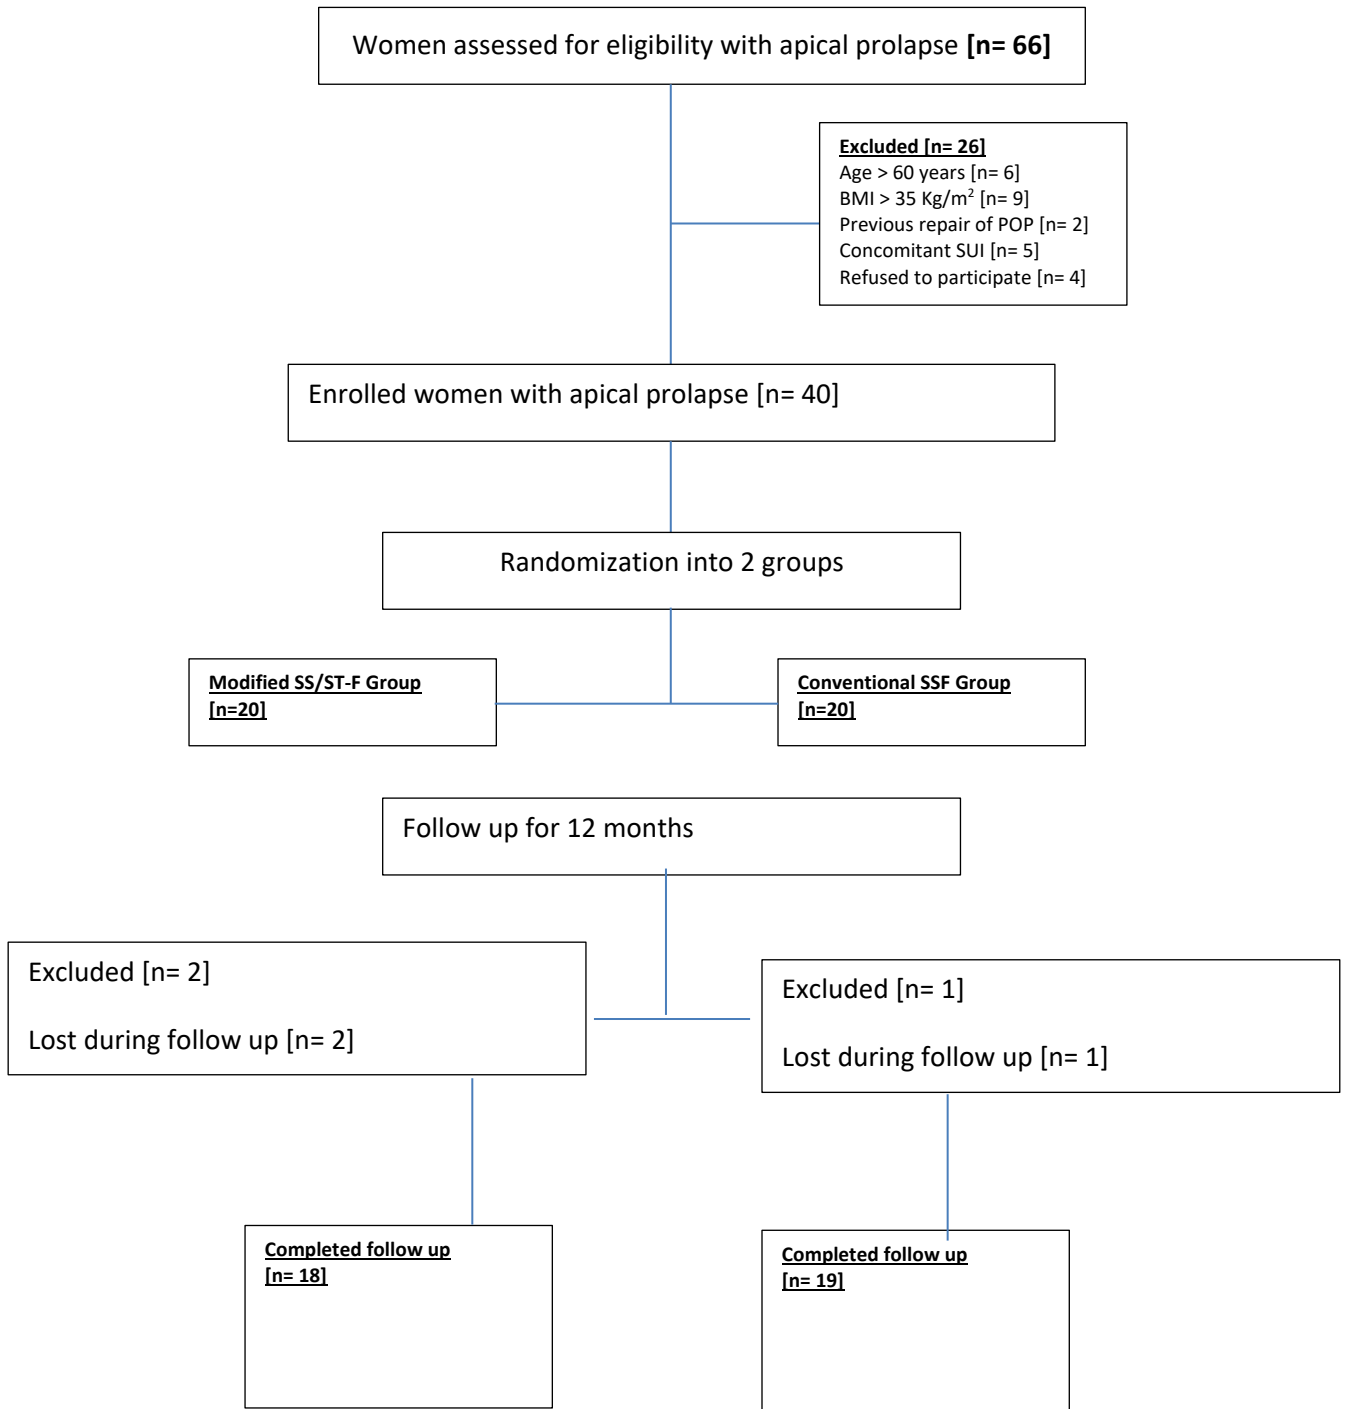 Women assessed for eligibility with apical prolapse [n= 66]
Excluded [n= 26]
Age > 60 years [n= 6]
BMI > 35 Kg/m² [n= 9]
Previous repair of POP [n= 2]
Concomitant SUI [n= 5]
Refused to participate [n= 4]
Enrolled women with apical prolapse [n= 40]
Randomization into 2 groups
Modified SS/ST-F Group
[n=20]
Conventional SSF Group
[n=20]
Follow up for 12 months
Excluded [n= 2]
Lost during follow up [n= 2]
Excluded [n= 1]
Lost during follow up [n= 1]
Completed follow up
[n= 18]
Completed follow up
[n= 19]